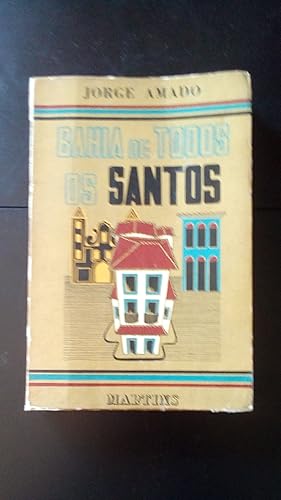 JORGE AMADO
BAHIA DE TODOS
OS SANTOS
MARTINS